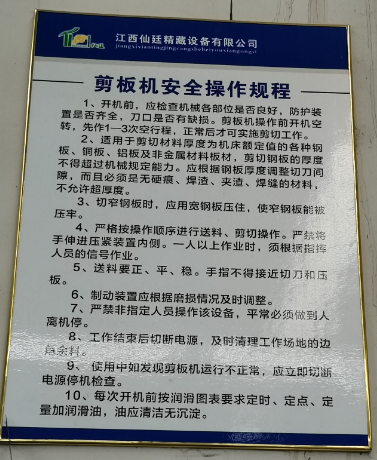 江西仙廷精藏设备有限公司
剪板机安全操作规程
1、开机前，应检查机械各部位是否良好，防护装
置是否齐全，刀口是否有缺损。剪板机操作前开机空
转，先作1—3次空行程，正常后才可实施剪切工作。
2、适用于剪切材料厚度为机床额定值的各种钢
板、铜板、铝板及非金属材料板材，剪切钢板的厚度
不得超过机械规定能力。应根据钢板厚度调整切刀间
隙，而且必须是无硬痕、焊渣、夹渣、焊缝的材料，
不允许超厚度。
3、切窄钢板时，应用宽钢板压住，使窄钢板能被
压牢。
4、严格按操作顺序进行送料、剪切操作。严禁将
手伸进压紧装置内侧。一人以上作业时，须根据指挥
人员的信号作业。
5、送料要正、平、稳。手指不得接近切刀和压
板。
6、制动装置应根据磨损情况及时调整。
7、严禁非指定人员操作该设备，平常必须做到人
离机停。
8、工作结束后切断电源，及时清理工作场地的边
余料。
9、使用中如发现剪板机运行不正常，应立即切断
电源停机检查。
10、每次开机前按润滑图表要求定时、定点、定
量加润滑油，油应清洁无沉淀。